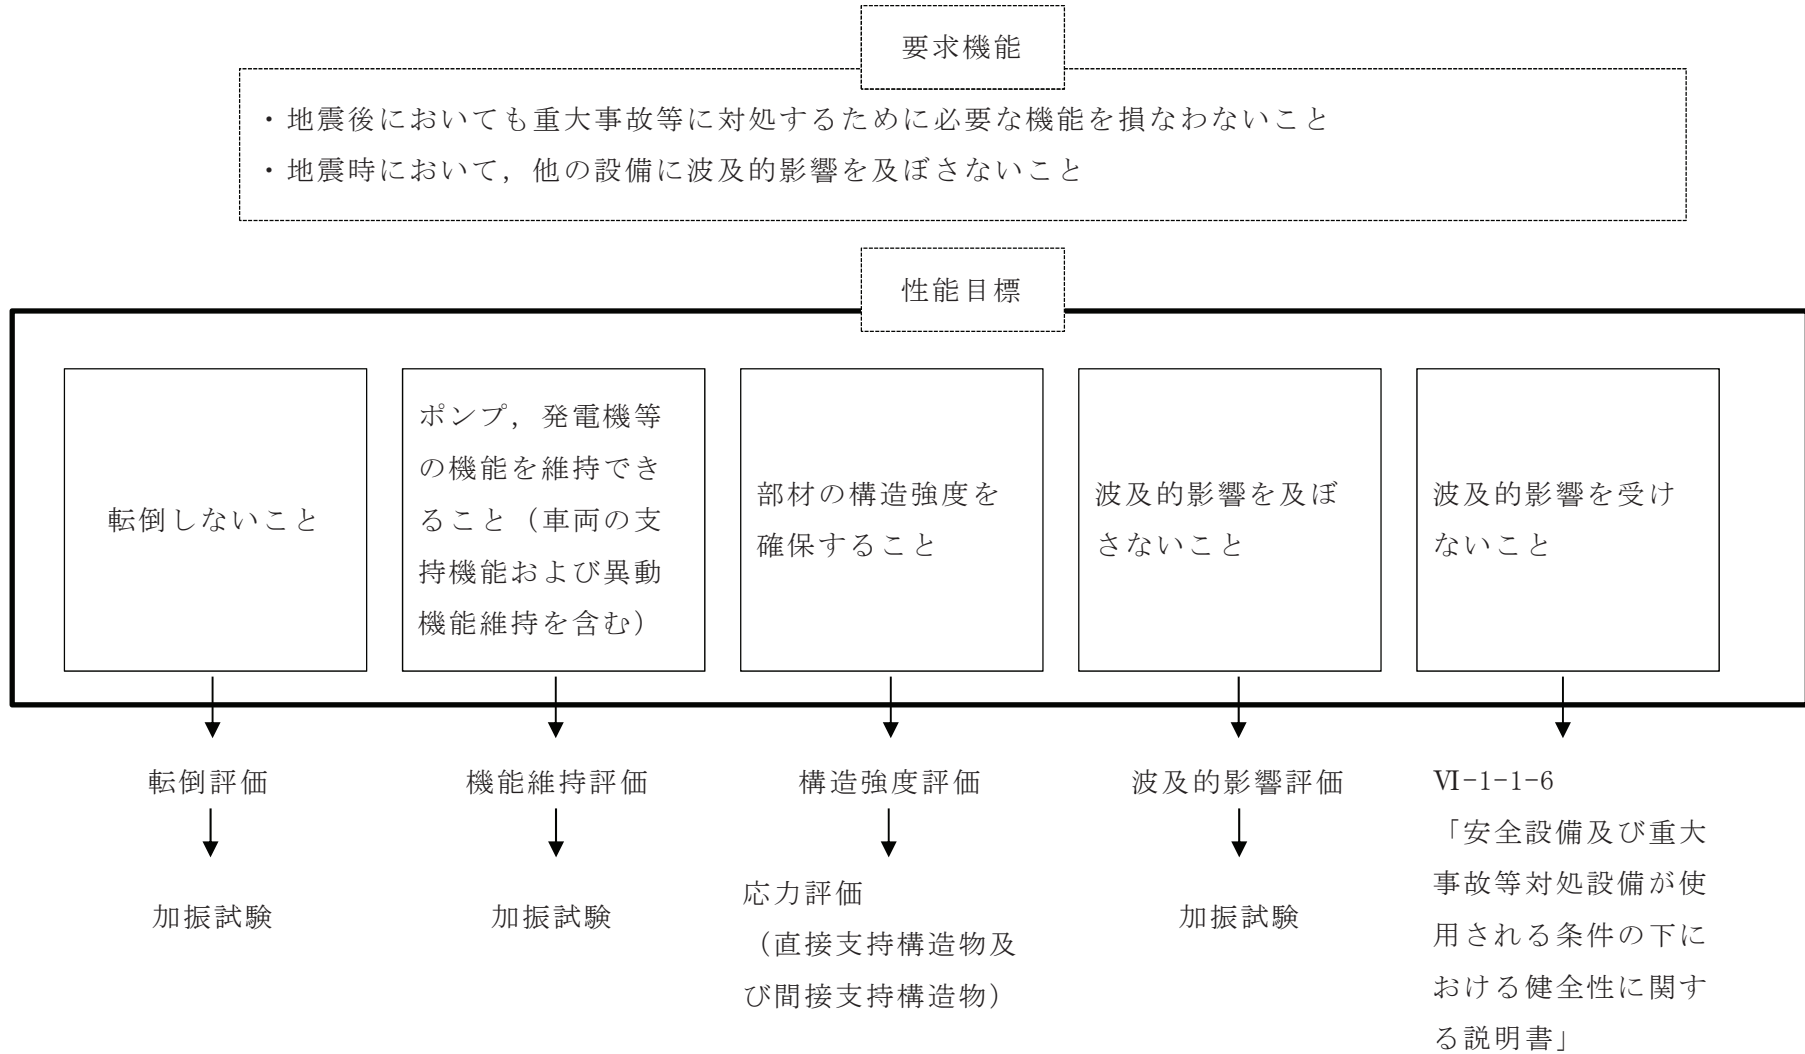 要求機能
・地震後においても重大事故等に対処するために必要な機能を損なわないこと
・地震時において，他の設備に波及的影響を及ぼさないこと
性能目標
転倒しないこと
ポンプ，発電機等
の機能を維持でき
ること（車両の支
持機能および異動
機能維持を含む）
部材の構造強度を
確保すること
波及的影響を及ぼ
さないこと
波及的影響を受け
ないこと
転倒評価
機能維持評価
構造強度評価
波及的影響評価
加振試験
加振試験
応力評価
（直接支持構造物及
び間接支持構造物）
加振試験
Ⅵ-1-1-6
「安全設備及び重大
事故等対処設備が使
用される条件の下に
おける健全性に関す
る説明書」